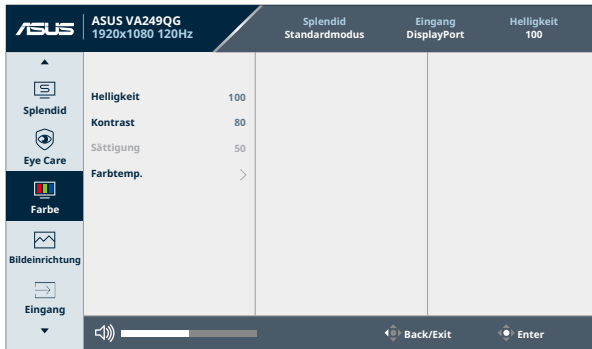 ASUS
ASUS VA249QG
1920x1080 120Hz
Splendid
Standardmodus
Eingang
DisplayPort
Helligkeit
100
Splendid
Eye Care
Farbe
Bildeinrichtung
Eingang
Helligkeit 100
Kontrast 80
Sättigung 50
Farbtemp.
Back/Exit
Enter